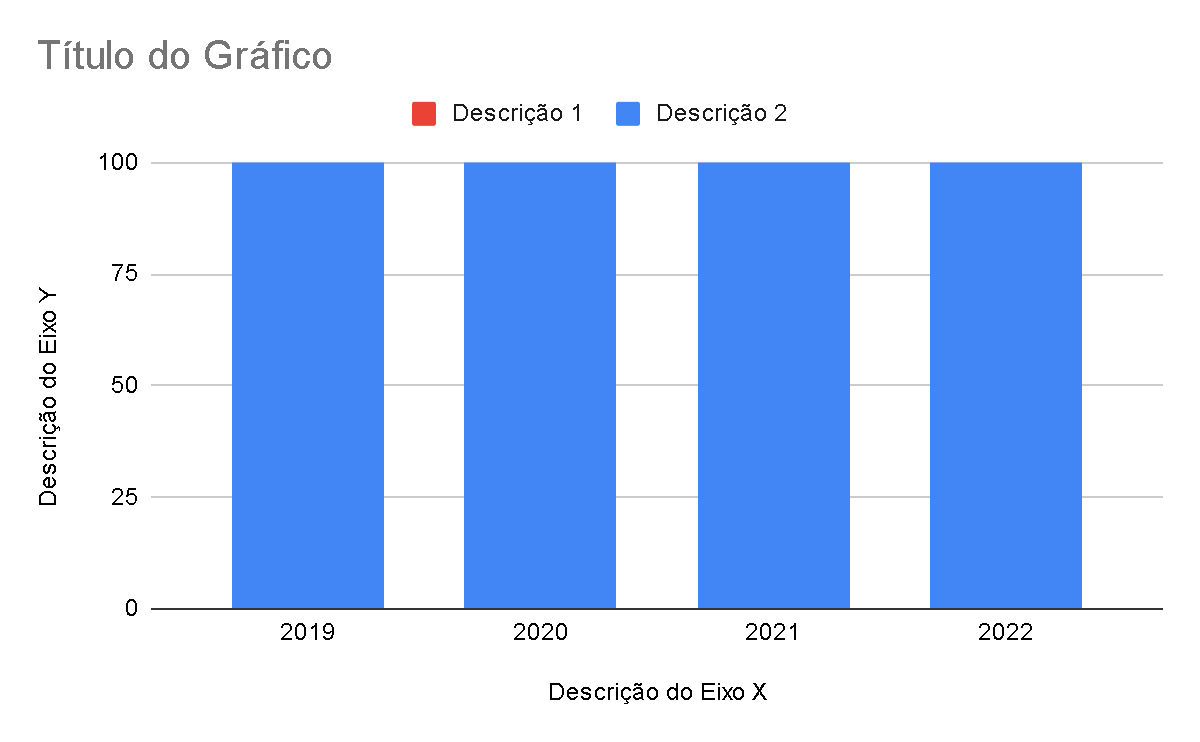 Título do Gráfico
Descrição 1 Descrição 2
100
75
50
25
0
Descrição do Eixo Y
2019 2020 2021 2022
Descrição do Eixo X